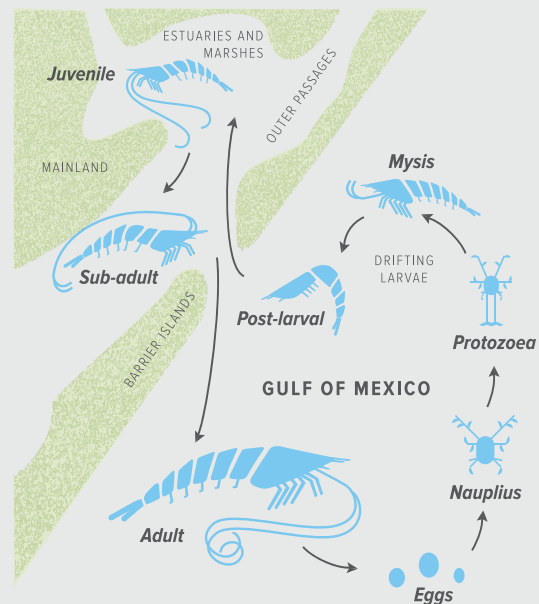 ESTUARIES AND
MARSHES
Juvenile
OUTER PASSAGES
MAINLAND
Mysis
DRIFTING
LARVAE
Sub-adult
Post-larval
Protozoea
BARRIER ISLANDS
GULF OF MEXICO
Nauplius
Adult
Eggs